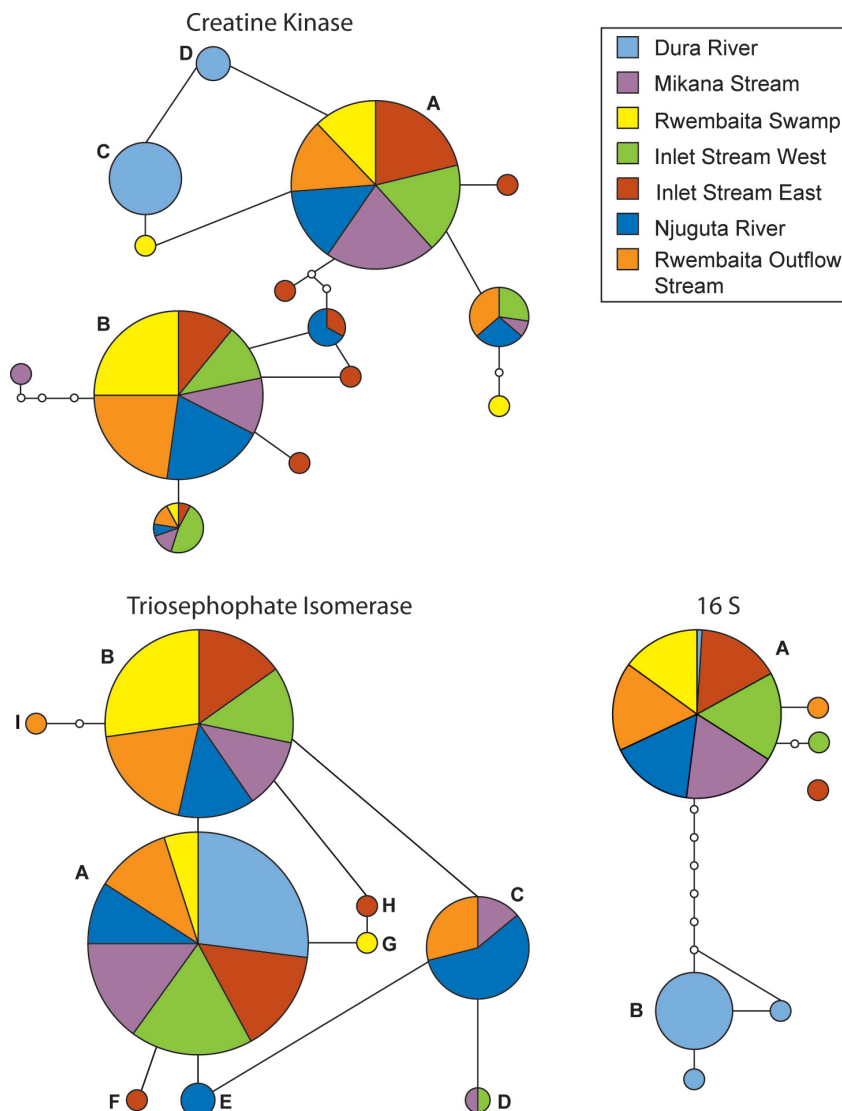 Creatine Kinase
D
A
C
B
Dura River
Mikana Stream
Rwembaita Swamp
Inlet Stream West
Inlet Stream East
Njuguta River
Rwembaita Outflow
Stream
Triosephophate Isomerase
B
I
A
H
G
C
F
E
D
16 S
A
B